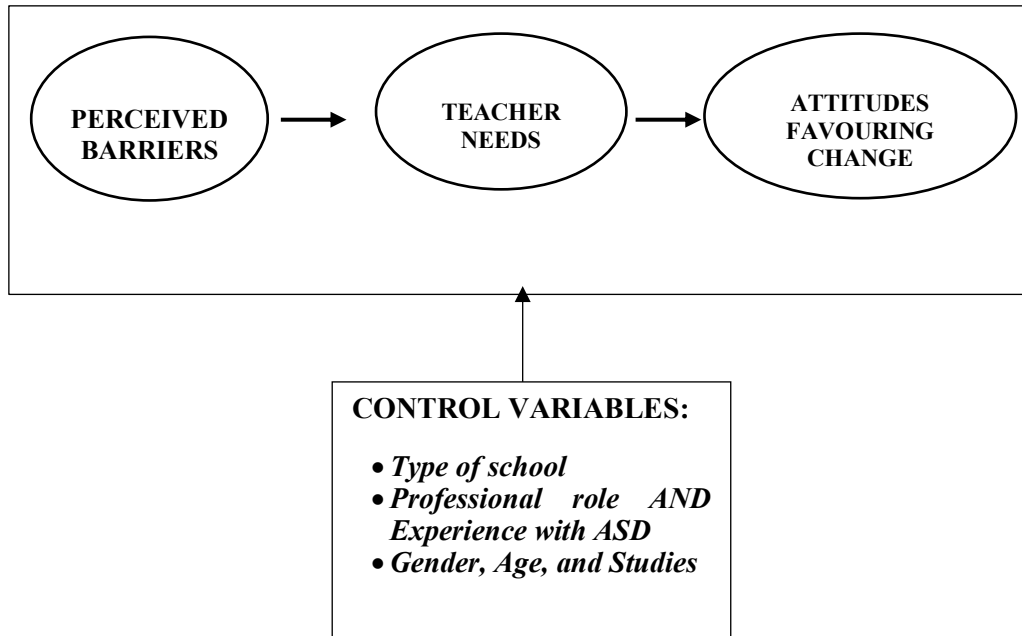 PERCEIVED
BARRIERS
TEACHER
NEEDS
ATTITUDES
FAVOURING
CHANGE
CONTROL VARIABLES:
• Type of school
• Professional role AND
Experience with ASD
• Gender, Age, and Studies